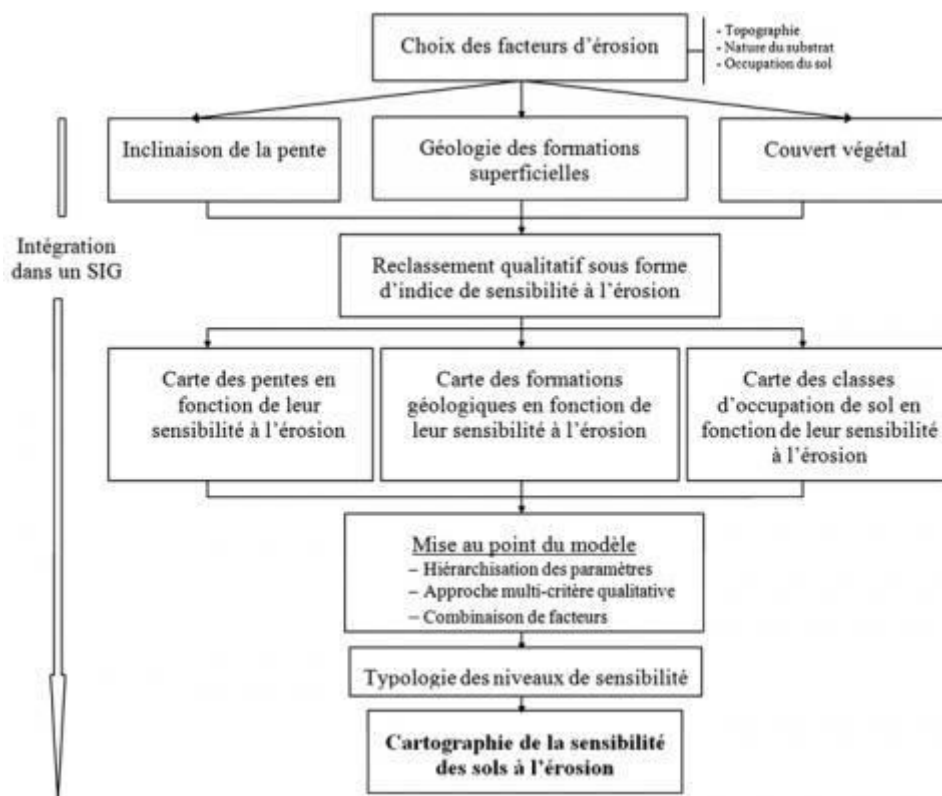 Choix des facteurs d'érosion
- Topographie
- Nature du substrat
- Occupation du sol
Inclinaison de la pente
Géologie des formations
superficielles
Couvert végétal
Intégration
dans un SIG
Reclassement qualitatif sous forme
d'indice de sensibilité à l'érosion
Carte des pentes en
fonction de leur
sensibilité à l'érosion
Carte des formations
géologiques en fonction de
leur sensibilité à l'érosion
Carte des classes
d'occupation de sol en
fonction de leur sensibilité
à l'érosion
Mise au point du modèle
– Hiérarchisation des paramètres
– Approche multi-critère qualitative
– Combinaison de facteurs
Typologie des niveaux de sensibilité
Cartographie de la sensibilité
des sols à l'érosion